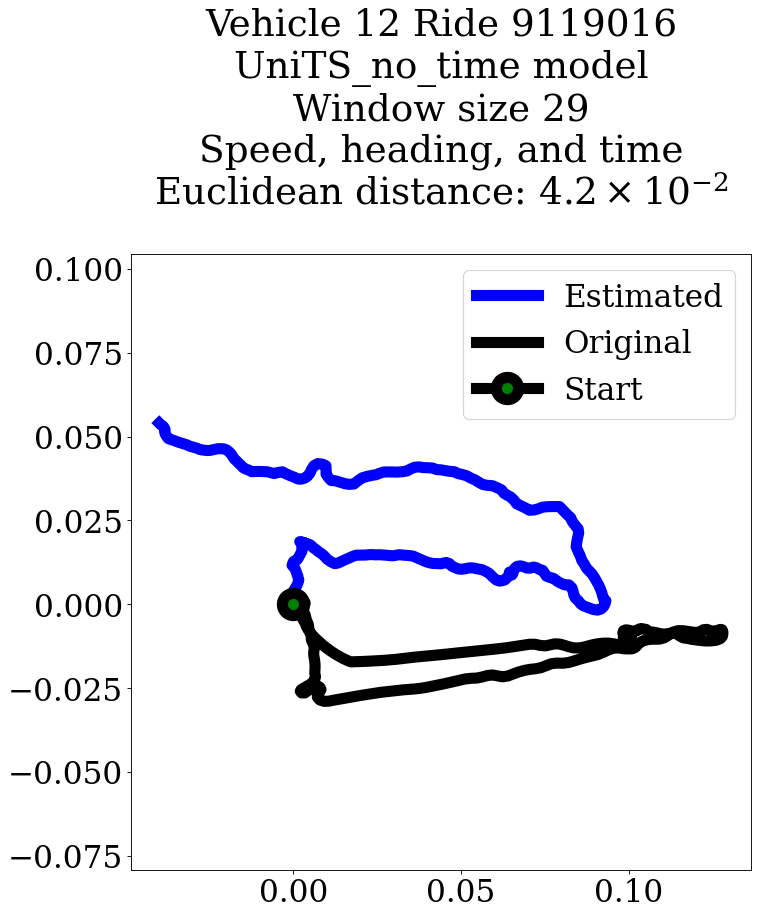 Vehicle 12 Ride 9119016
UniTS_no_time model
Window size 29
Speed, heading, and time
Euclidean distance: 4.2 × 10⁻²
0.100
0.075
0.050
0.025
0.000
−0.025
−0.050
−0.075
Estimated
Original
Start
0.00 0.05 0.10